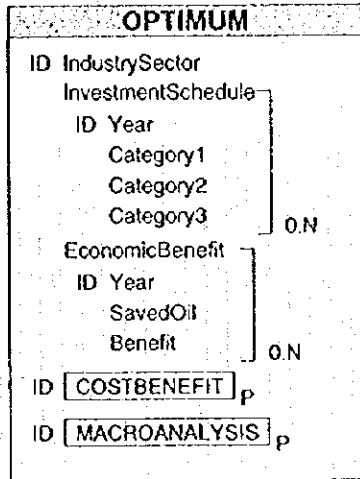 OPTIMUM
ID IndustrySector
InvestmentSchedule
ID Year
Category1
Category2
Category3
0.N
EconomicBenefit
ID Year
SavedOil
Benefit
0.N
ID COSTBENEFIT P
ID MACROANALYSIS P